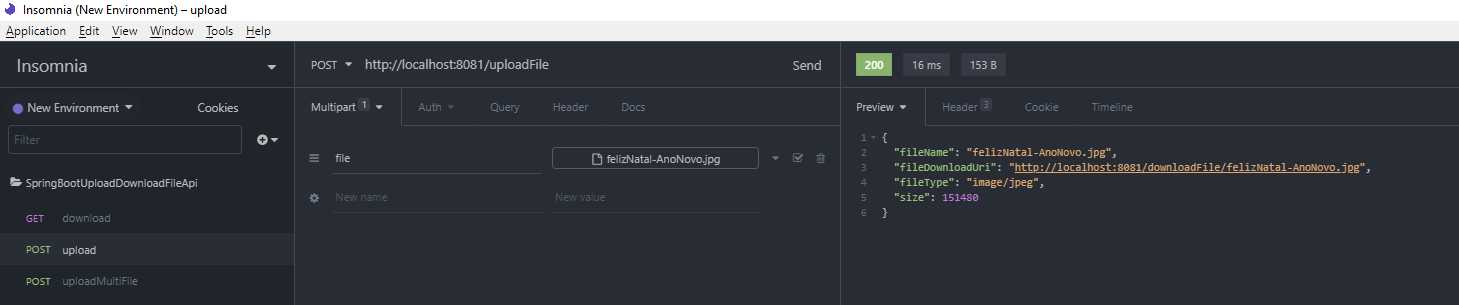 Insomnia (New Environment) – upload
Application Edit View Window Tools Help
Insomnia
New Environment Cookies
Filter
SpringBootUploadDownloadFileApi
GET download
POST upload
POST uploadMultiFile
POST http://localhost:8081/uploadFile Send
Multipart 1 Auth Query Header Docs
file felizNatal-AnoNovo.jpg
New name New value
200 16 ms 153 B
Preview Header 3 Cookie Timeline
1 {
2 "fileName": "felizNatal-AnoNovo.jpg",
3 "fileDownloadUri": "http://localhost:8081/downloadFile/felizNatal-AnoNovo.jpg",
4 "fileType": "image/jpeg",
5 "size": 151480
6 }